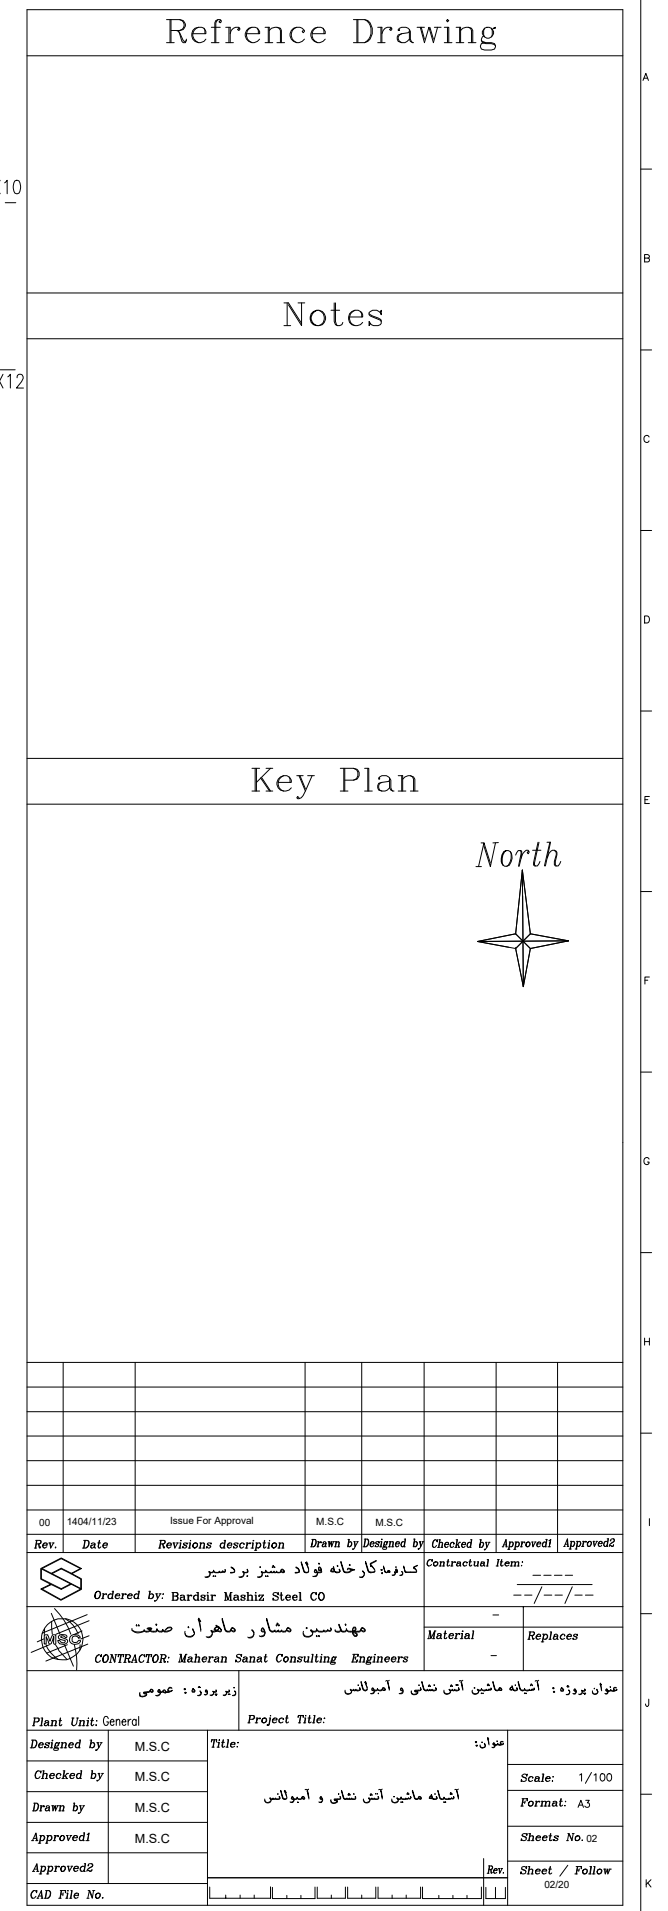 Refrence Drawing
A
X10
B
Notes
X12
C
D
Key Plan
E
North
F
G
H
00 1404/11/23 Issue For Approval M.S.C M.S.C
I
Rev. Date Revisions description Drawn by Designed by Checked by Approved1 Approved2
کارفرما: کارخانه فولاد مشیز بردسیر
Contractual Item:
----
Ordered by: Bardsir Mashiz Steel CO
--/--/--
مهندسین مشاور ماهران صنعت
MSC
CONTRACTOR: Maheran Sanat Consulting Engineers
-
Material Replaces
-
زیر پروژه : عمومی
عنوان پروژه : آشیانه ماشین آتش نشانی و آمبولانس
J
Plant Unit: General
Project Title:
Designed by M.S.C
Title: عنوان:
Checked by M.S.C
Scale: 1/100
آشیانه ماشین آتش نشانی و آمبولانس
Drawn by M.S.C
Format: A3
Approved1 M.S.C
Sheets No. 02
Approved2
Rev.
Sheet / Follow
02/20
K
CAD File No.